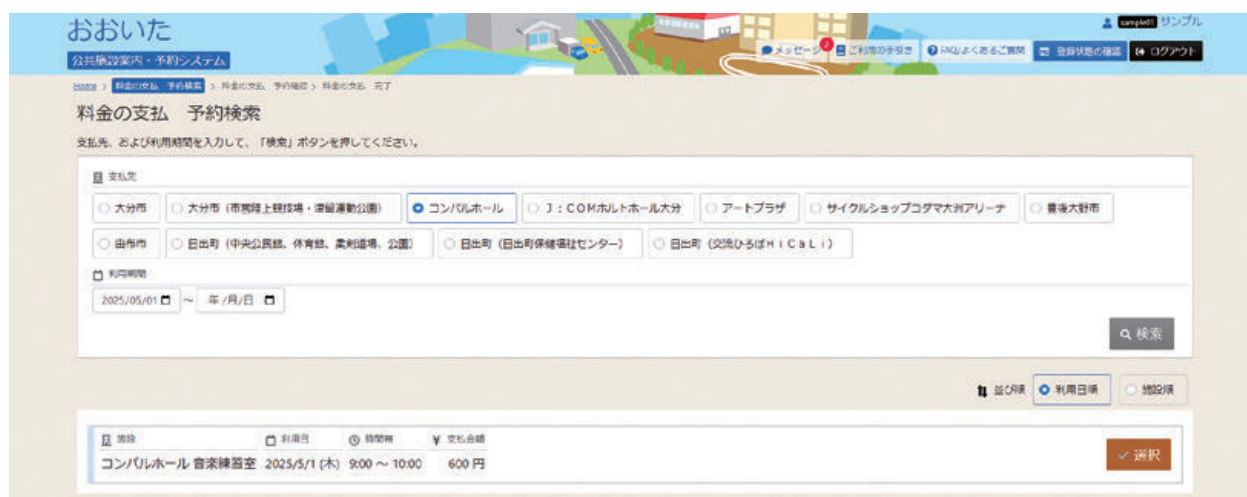 おおいた
公共施設案内・予約システム
sample01 サンプル
メッセージ ご利用の手引き FAQ/よくあるご質問 登録状態の確認 ログアウト
Home > 料金の支払 予約検索 > 料金の支払 予約確認 > 料金の支払 完了
料金の支払 予約検索
支払先、および利用期間を入力して、「検索」ボタンを押してください。
支払先
大分市 大分市（市営陸上競技場・津留運動公園） コンパルホール J：COMホルトホール大分 アートプラザ サイクルショップコダマ大洲アリーナ 豊後大野市
由布市 日出町（中央公民館、体育館、柔剣道場、公園） 日出町（日出町保健福祉センター） 日出町（交流ひろばHiCaLi）
利用期間
2025/05/01 ～ 年/月/日
検索
並び順 利用日順 施設順
施設 利用日 時間帯 ¥ 支払金額
コンパルホール 音楽練習室 2025/5/1 (木) 9:00 ～ 10:00 600 円
選択